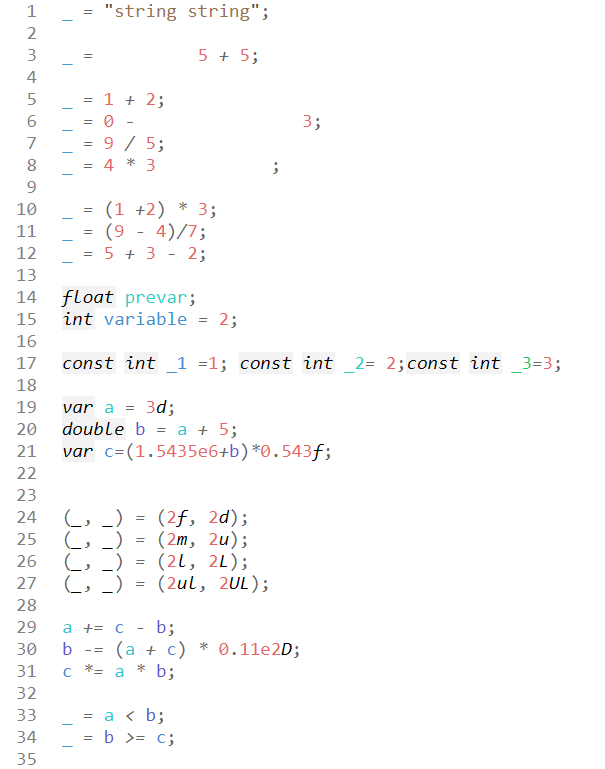 1 _ = "string string";
2
3 _ =          5 + 5;
4
5 _ = 1 + 2;
6 _ = 0 -                3;
7 _ = 9 / 5;
8 _ = 4 * 3           ;
9
10 _ = (1 +2) * 3;
11 _ = (9 - 4)/7;
12 _ = 5 + 3 - 2;
13
14 float prevar;
15 int variable = 2;
16
17 const int _1 =1; const int _2= 2;const int _3=3;
18
19 var a = 3d;
20 double b = a + 5;
21 var c=(1.5435e6+b)*0.543f;
22
23
24 (_, _) = (2f, 2d);
25 (_, _) = (2m, 2u);
26 (_, _) = (2l, 2L);
27 (_, _) = (2ul, 2UL);
28
29 a += c - b;
30 b -= (a + c) * 0.11e2D;
31 c *= a * b;
32
33 _ = a < b;
34 _ = b >= c;
35